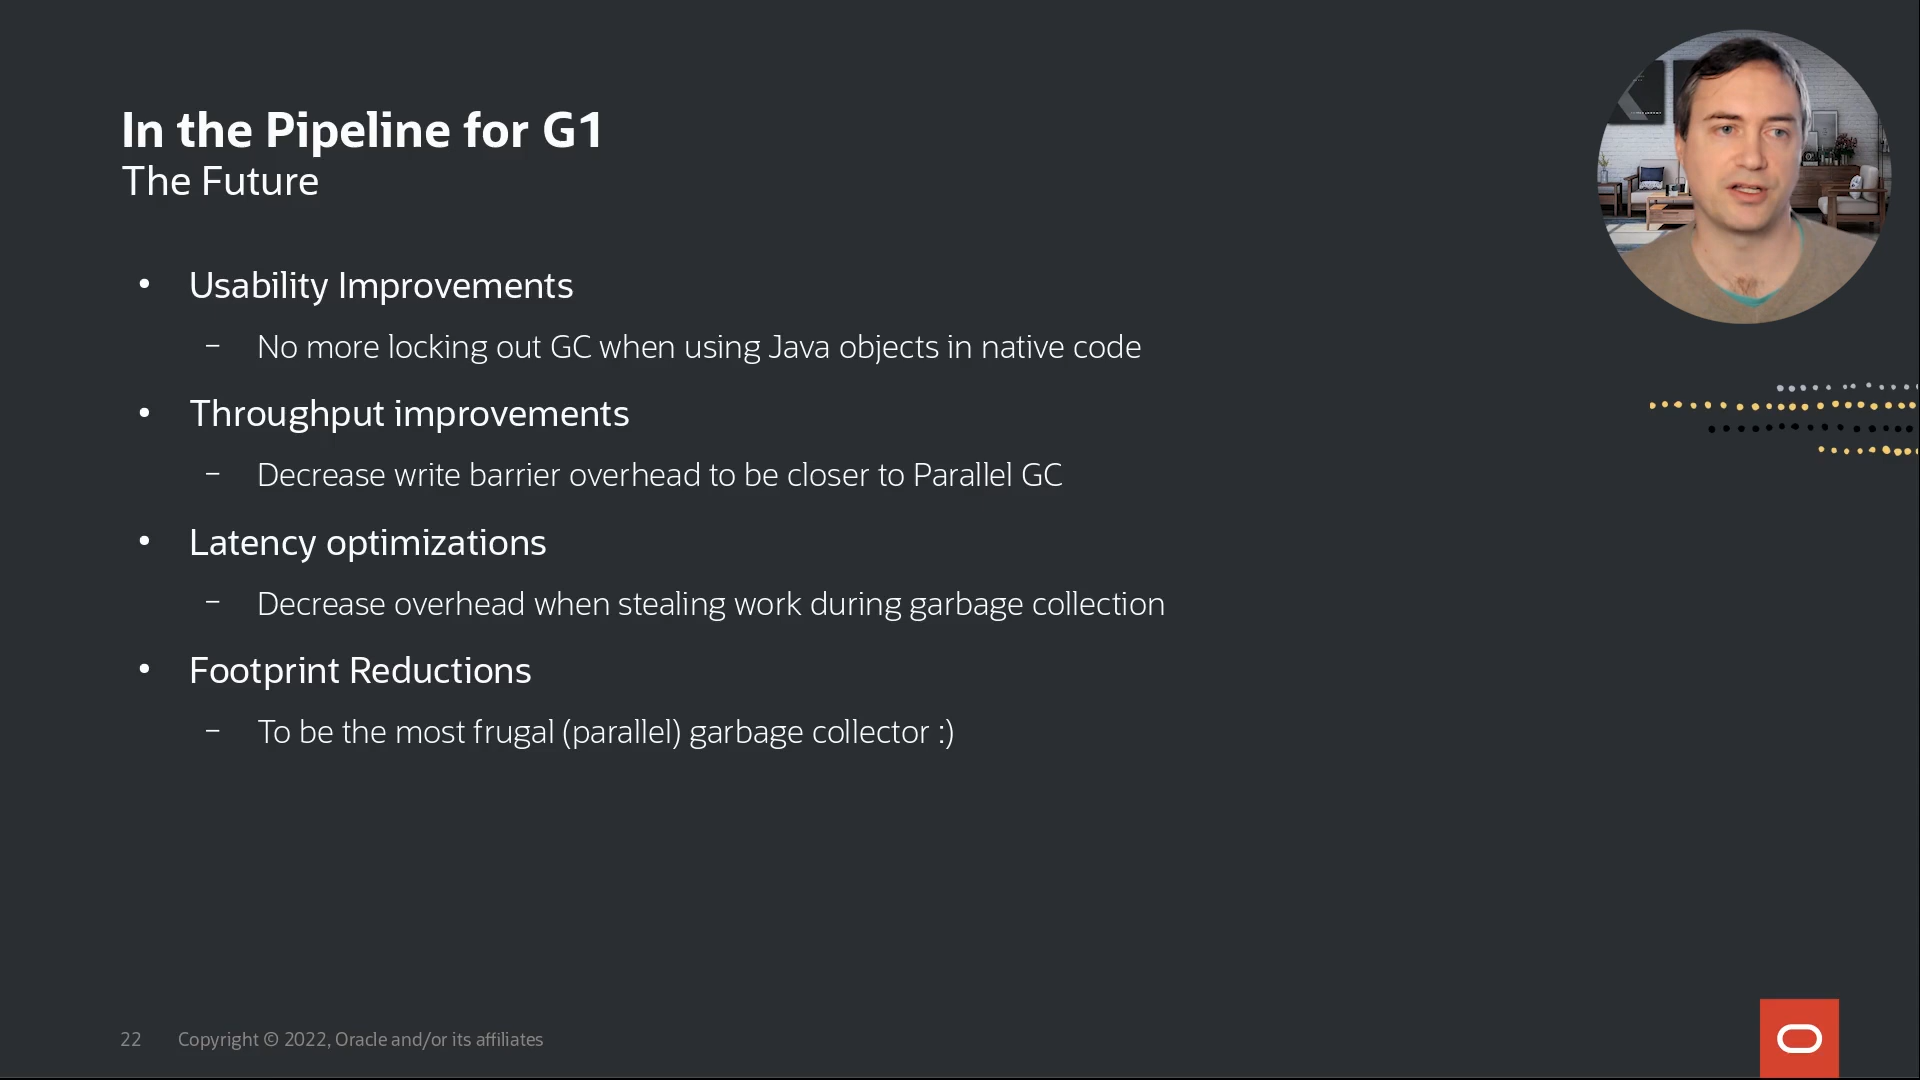 In the Pipeline for G1
The Future
• Usability Improvements
– No more locking out GC when using Java objects in native code
• Throughput improvements
– Decrease write barrier overhead to be closer to Parallel GC
• Latency optimizations
– Decrease overhead when stealing work during garbage collection
• Footprint Reductions
– To be the most frugal (parallel) garbage collector :)
22 Copyright © 2022, Oracle and/or its affiliates